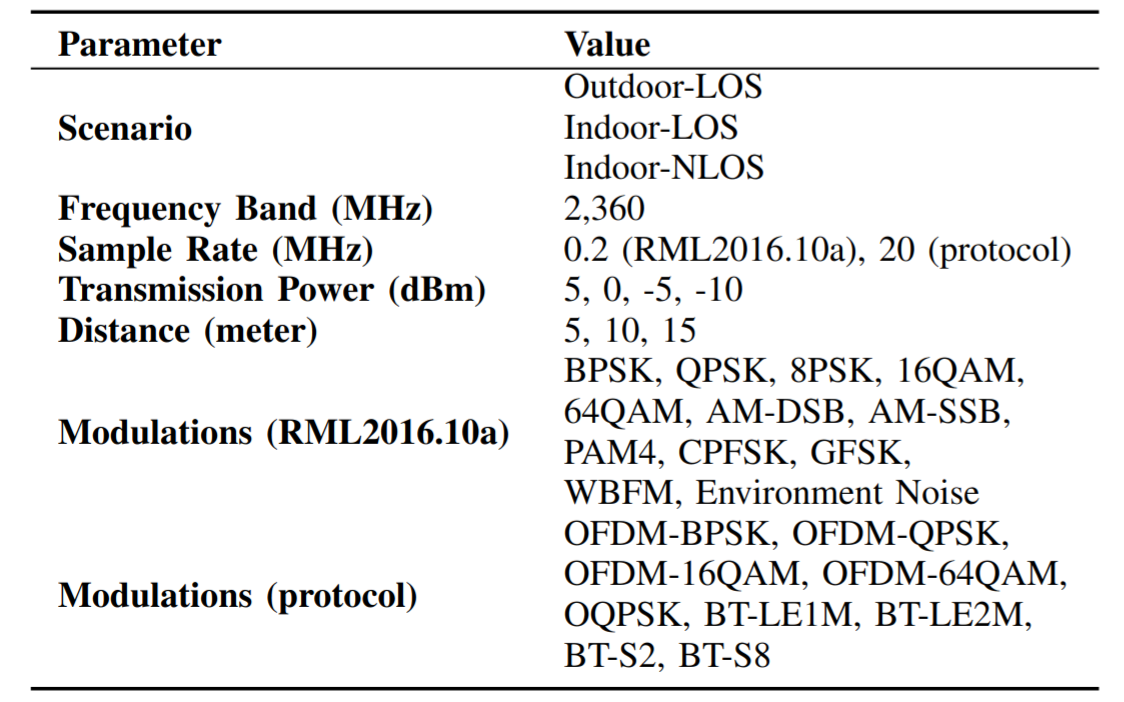 Parameter Value
Outdoor-LOS
Scenario Indoor-LOS
Indoor-NLOS
Frequency Band (MHz) 2,360
Sample Rate (MHz) 0.2 (RML2016.10a), 20 (protocol)
Transmission Power (dBm) 5, 0, -5, -10
Distance (meter) 5, 10, 15
BPSK, QPSK, 8PSK, 16QAM,
64QAM, AM-DSB, AM-SSB,
Modulations (RML2016.10a)
PAM4, CPFSK, GFSK,
WBFM, Environment Noise
OFDM-BPSK, OFDM-QPSK,
OFDM-16QAM, OFDM-64QAM,
Modulations (protocol)
OQPSK, BT-LE1M, BT-LE2M,
BT-S2, BT-S8